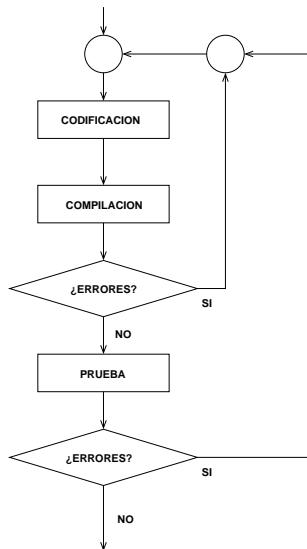 CODIFICACION
COMPILACION
¿ERRORES?
SI
NO
PRUEBA
¿ERRORES?
SI
NO